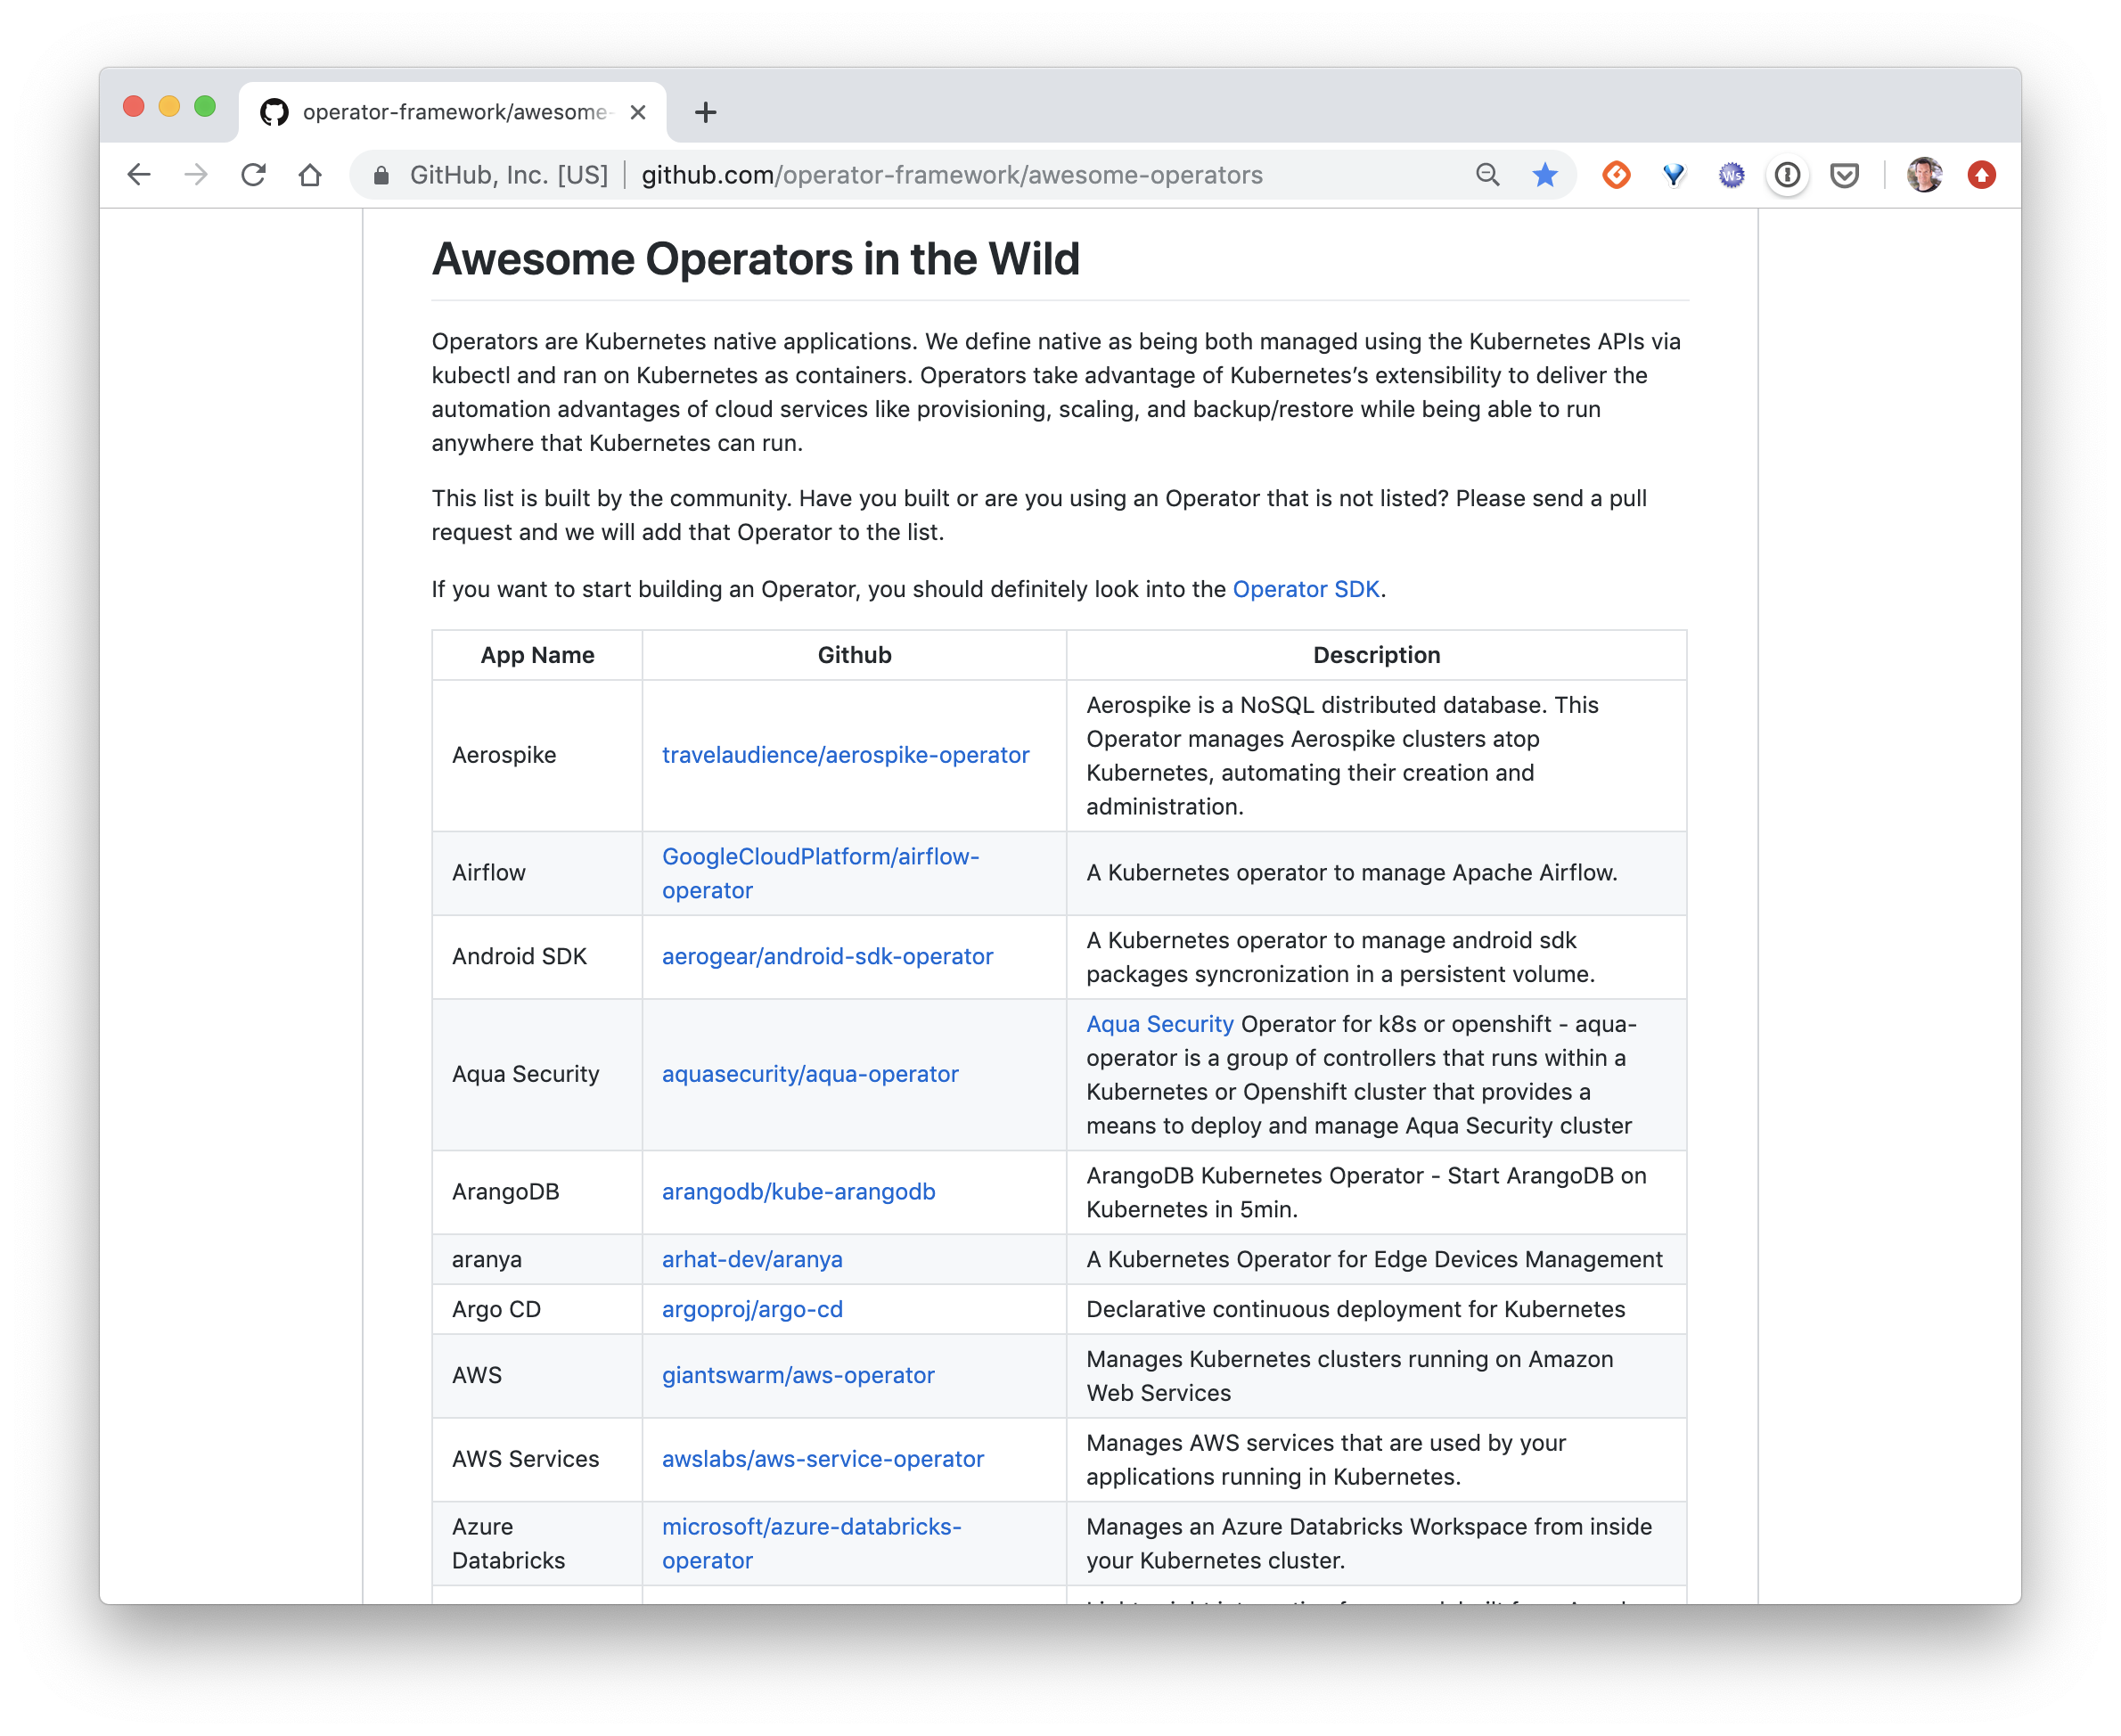 operator-framework/awesome-
GitHub, Inc. [US] github.com/operator-framework/awesome-operators
Ws
Awesome Operators in the Wild
Operators are Kubernetes native applications. We define native as being both managed using the Kubernetes APIs via
kubectl and ran on Kubernetes as containers. Operators take advantage of Kubernetes’s extensibility to deliver the
automation advantages of cloud services like provisioning, scaling, and backup/restore while being able to run
anywhere that Kubernetes can run.
This list is built by the community. Have you built or are you using an Operator that is not listed? Please send a pull
request and we will add that Operator to the list.
If you want to start building an Operator, you should definitely look into the Operator SDK.
App Name Github Description
Aerospike
travelaudience/aerospike-operator
Aerospike is a NoSQL distributed database. This
Operator manages Aerospike clusters atop
Kubernetes, automating their creation and
administration.
Airflow
GoogleCloudPlatform/airflow-
operator
A Kubernetes operator to manage Apache Airflow.
Android SDK
aerogear/android-sdk-operator
A Kubernetes operator to manage android sdk
packages syncronization in a persistent volume.
Aqua Security
aquasecurity/aqua-operator
Aqua Security Operator for k8s or openshift - aqua-
operator is a group of controllers that runs within a
Kubernetes or Openshift cluster that provides a
means to deploy and manage Aqua Security cluster
ArangoDB
arangodb/kube-arangodb
ArangoDB Kubernetes Operator - Start ArangoDB on
Kubernetes in 5min.
aranya
arhat-dev/aranya
A Kubernetes Operator for Edge Devices Management
Argo CD
argoproj/argo-cd
Declarative continuous deployment for Kubernetes
AWS
giantswarm/aws-operator
Manages Kubernetes clusters running on Amazon
Web Services
AWS Services
awslabs/aws-service-operator
Manages AWS services that are used by your
applications running in Kubernetes.
Azure
Databricks
microsoft/azure-databricks-
operator
Manages an Azure Databricks Workspace from inside
your Kubernetes cluster.